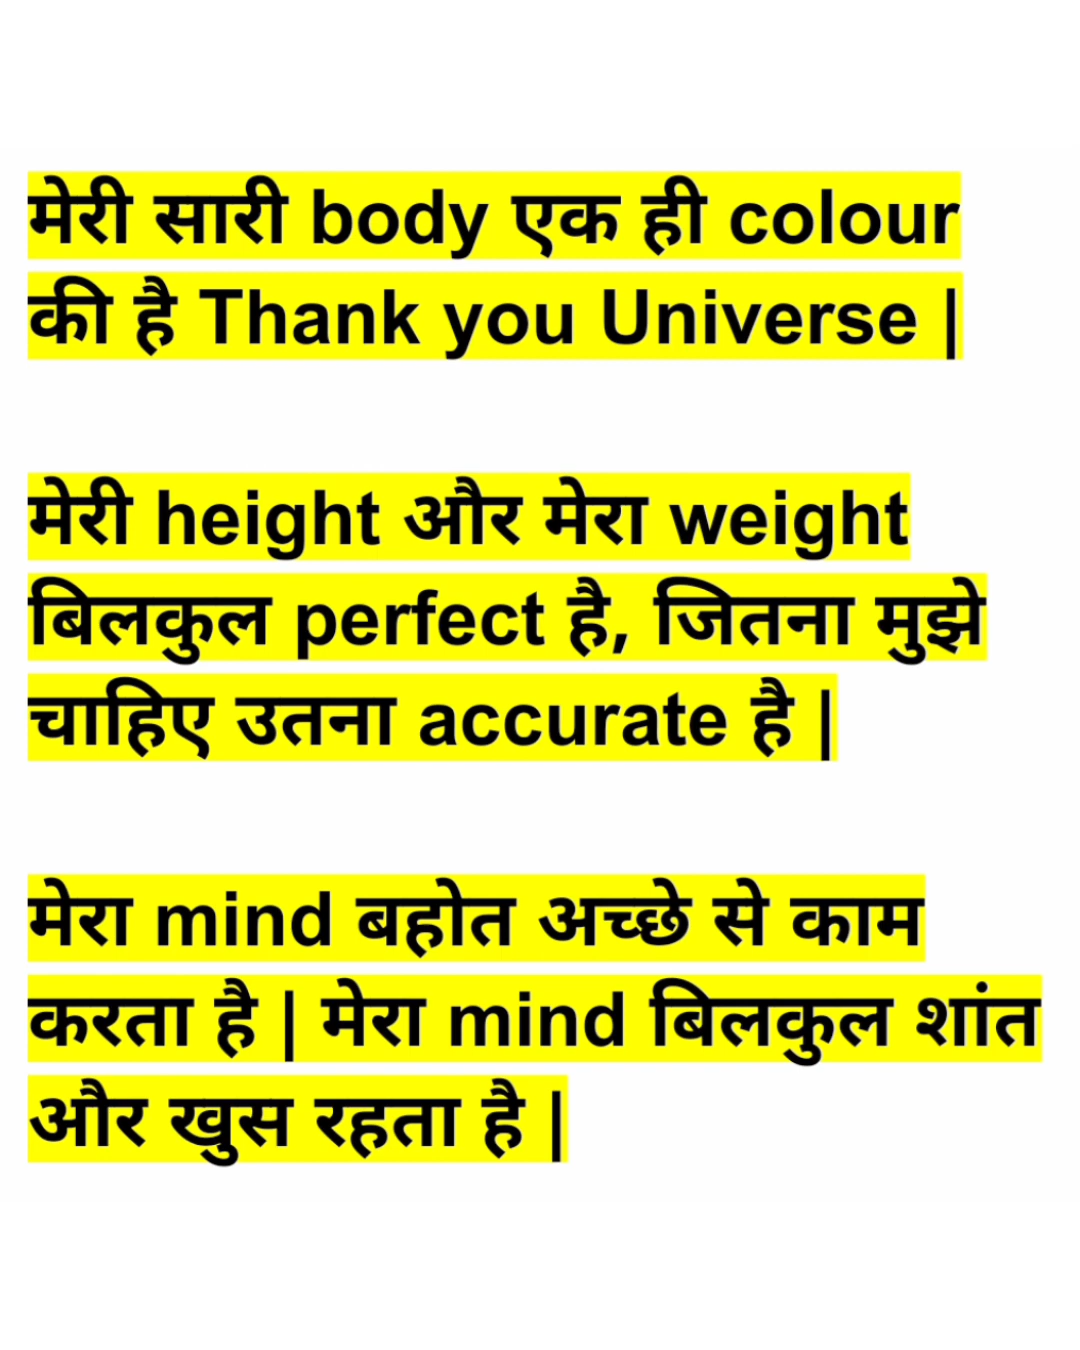 मेरी सारी body एक ही colour
की है Thank you Universe |
मेरी height और मेरा weight
बिलकुल perfect है, जितना मुझे
चाहिए उतना accurate है |
मेरा mind बहोत अच्छे से काम
करता है | मेरा mind बिलकुल शांत
और खुस रहता है |